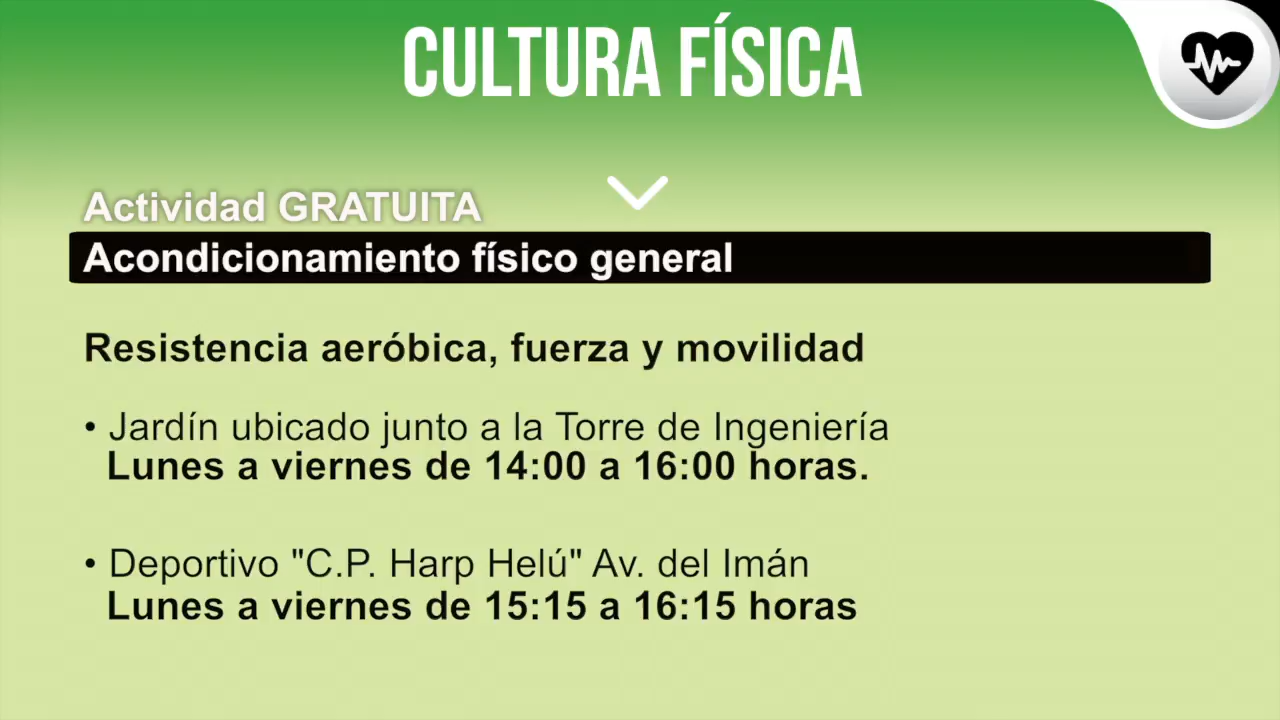 CULTURA FÍSICA
Actividad GRATUITA
Acondicionamiento físico general
Resistencia aeróbica, fuerza y movilidad
• Jardín ubicado junto a la Torre de Ingeniería
Lunes a viernes de 14:00 a 16:00 horas.
• Deportivo "C.P. Harp Helú" Av. del Imán
Lunes a viernes de 15:15 a 16:15 horas